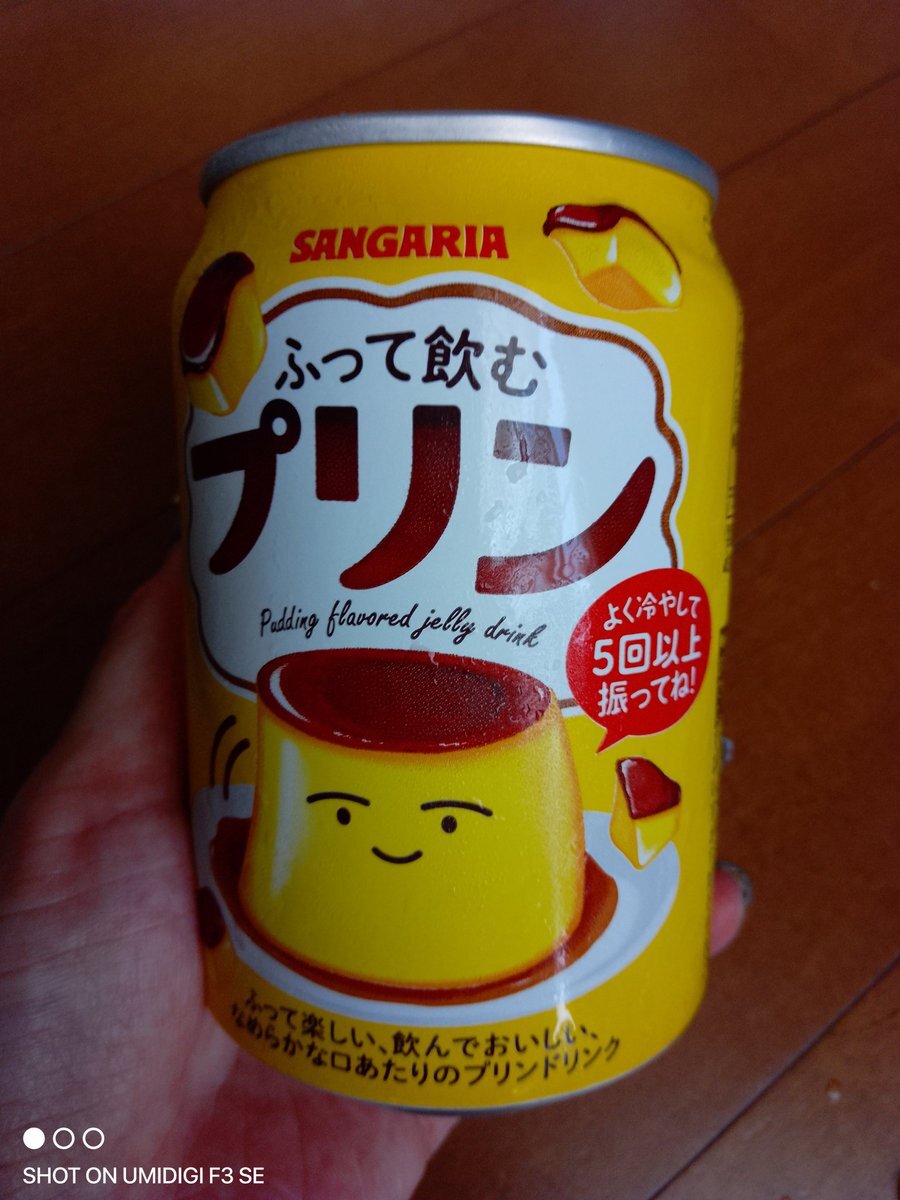 SANGARIA
ふって飲む
プリン
Pudding flavored jelly drink
よく冷やして
5回以上
振ってね!
ふって楽しい、飲んでおいしい、
なめらかな口あたりのプリンドリンク
SHOT ON UMIDIGI F3 SE